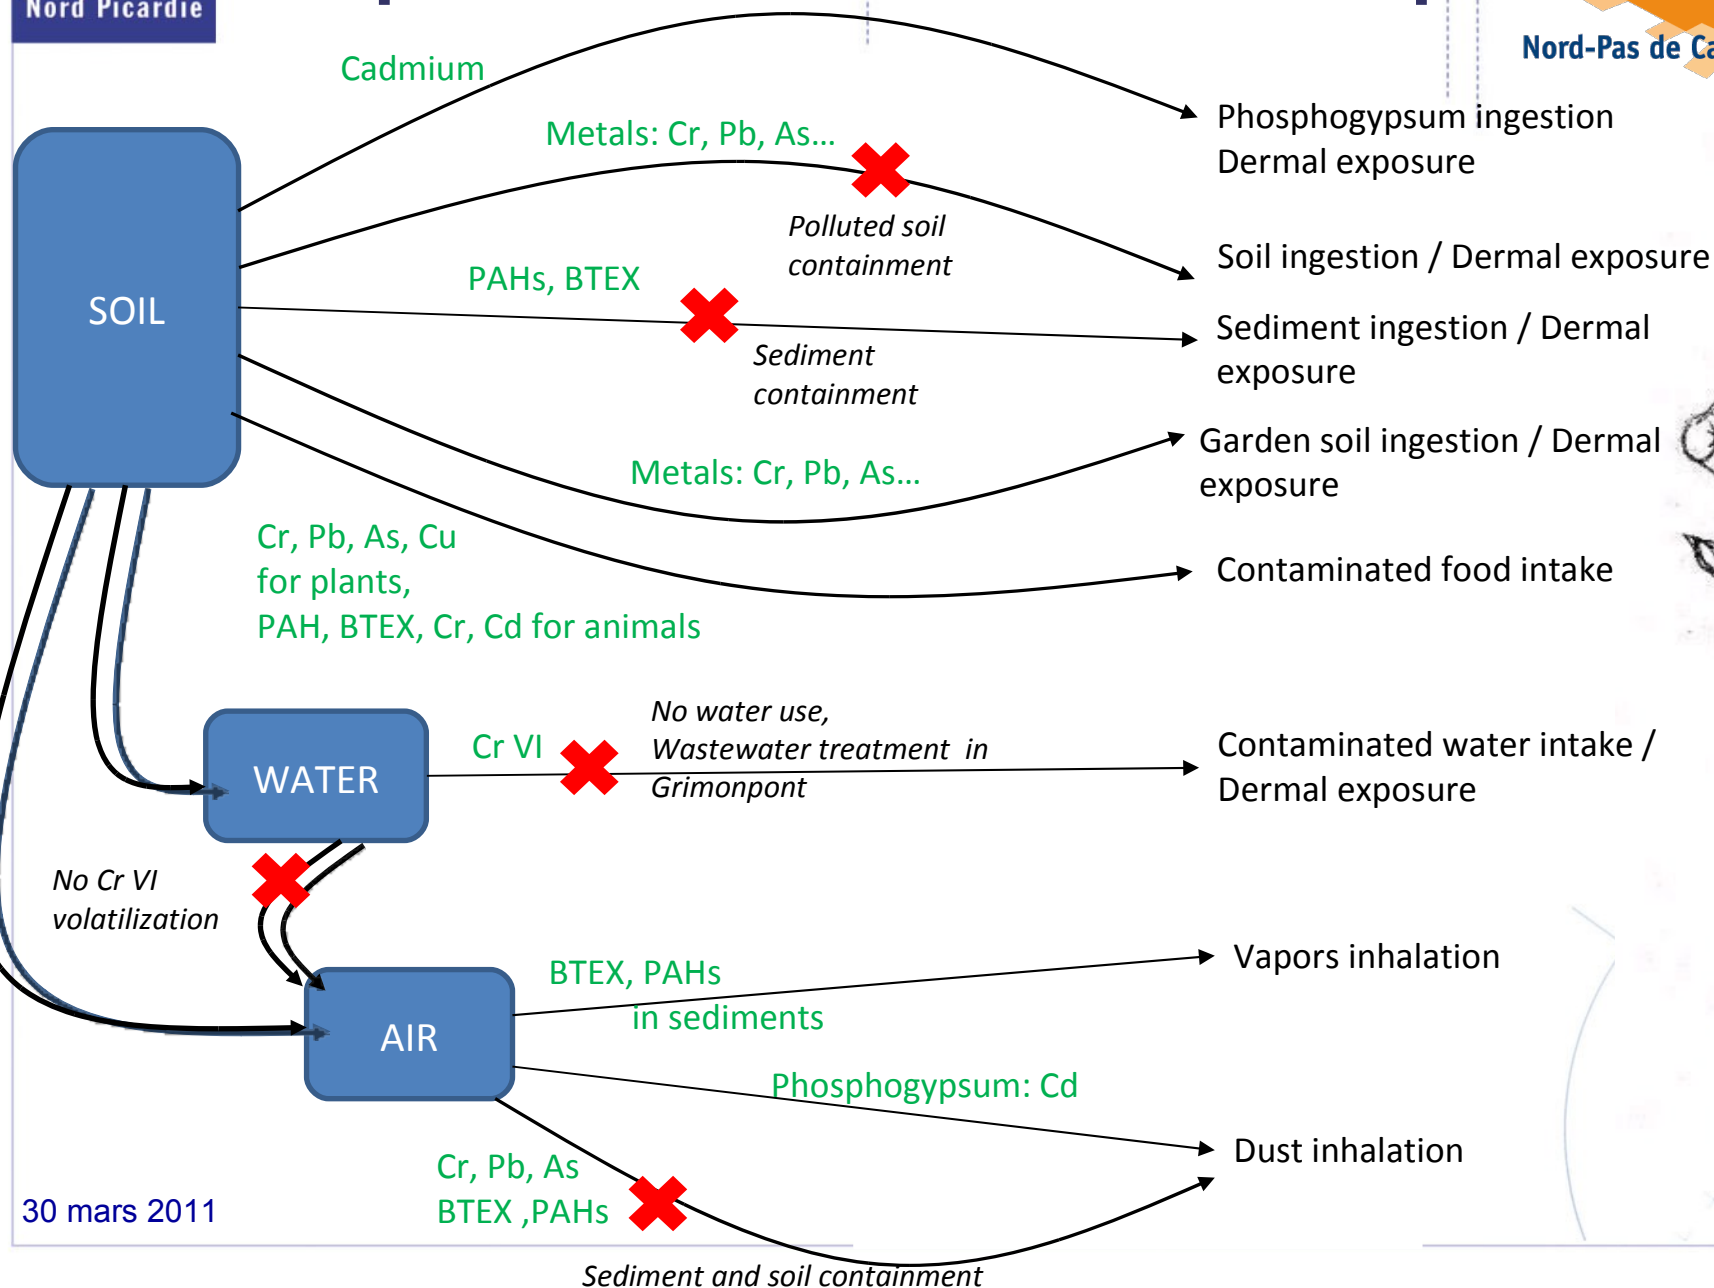 Nord Picardie
Nord-Pas de Ca
Cadmium
Phosphogypsum ingestion
Dermal exposure
Metals: Cr, Pb, As...
Polluted soil
containment
Soil ingestion / Dermal exposure
SOIL
PAHs, BTEX
Sediment
containment
Sediment ingestion / Dermal
exposure
Metals: Cr, Pb, As...
Garden soil ingestion / Dermal
exposure
Cr, Pb, As, Cu
for plants,
PAH, BTEX, Cr, Cd for animals
Contaminated food intake
WATER
Cr VI
No water use,
Wastewater treatment in
Grimonpont
Contaminated water intake /
Dermal exposure
No Cr VI
volatilization
AIR
BTEX, PAHs
in sediments
Vapors inhalation
Phosphogypsum: Cd
Dust inhalation
Cr, Pb, As
BTEX ,PAHs
30 mars 2011
Sediment and soil containment